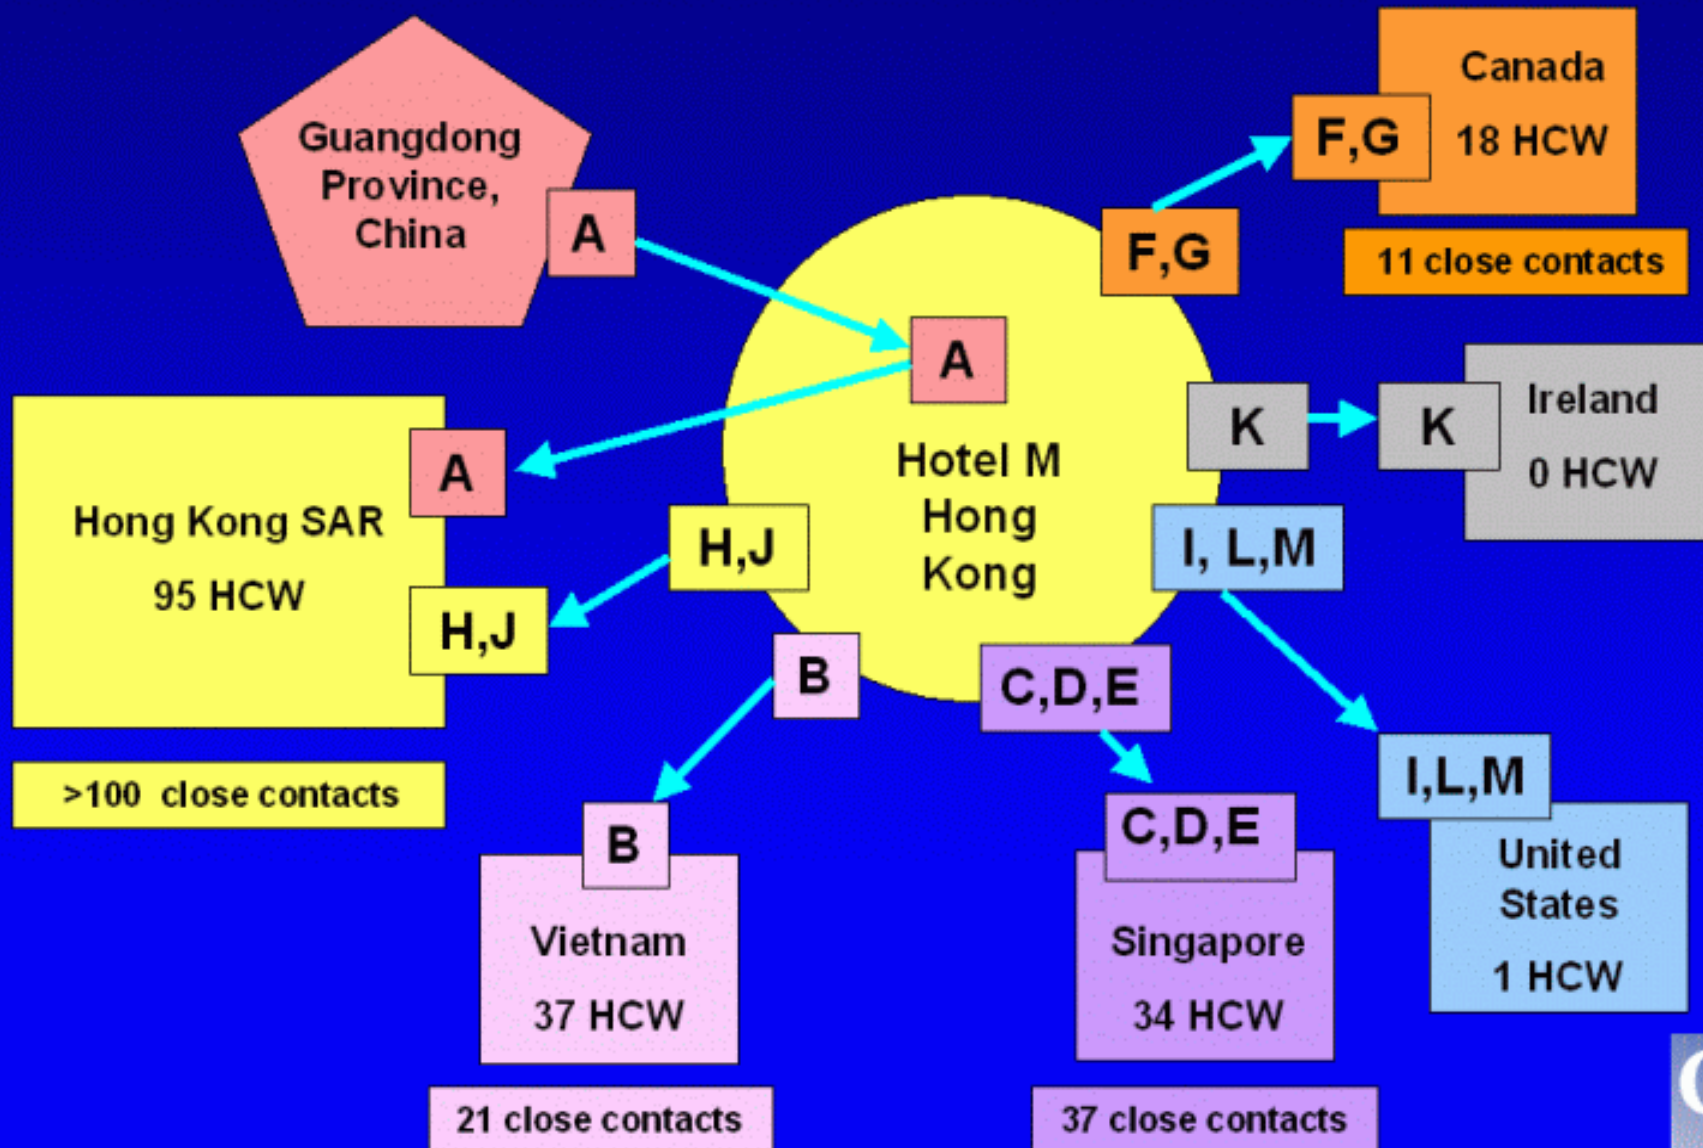 Guangdong
Province,
China
A
A
A
Hotel M
Hong
Kong
F,G
F,G
Canada
18 HCW
11 close contacts
K
K
Ireland
0 HCW
Hong Kong SAR
95 HCW
H,J
H,J
>100 close contacts
I, L,M
I,L,M
United
States
1 HCW
B
B
Vietnam
37 HCW
21 close contacts
C,D,E
C,D,E
Singapore
34 HCW
37 close contacts